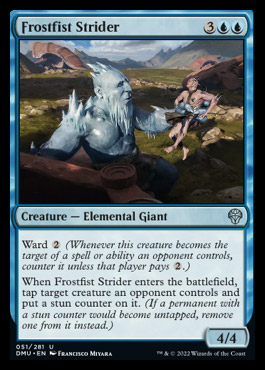 Frostfist Strider 3
Creature — Elemental Giant
Ward 2 (Whenever this creature becomes the
target of a spell or ability an opponent controls,
counter it unless that player pays 2.)
When Frostfist Strider enters the battlefield,
tap target creature an opponent controls and
put a stun counter on it. (If a permanent with
a stun counter would become untapped, remove
one from it instead.)
4/4
051/281 U
DMU • EN FRANCISCO MIYARA
™ & © 2022 Wizards of the Coast